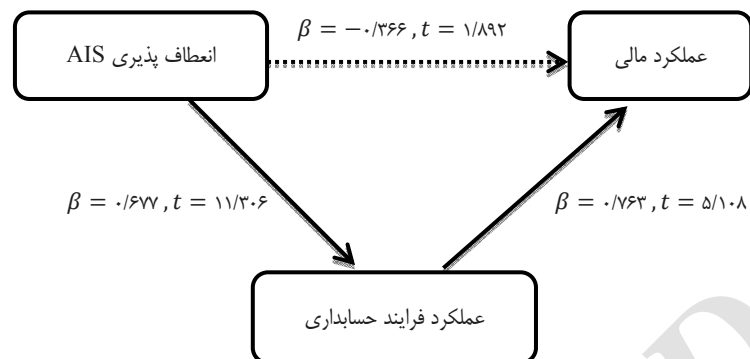 β = −۰/۳۶۶ , t = ۱/۸۹۲
انعطاف پذیری AIS
عملکرد مالی
β = ۰/۶۷۷ , t = ۱۱/۳۰۶
β = ۰/۷۶۳ , t = ۵/۱۰۸
عملکرد فرایند حسابداری